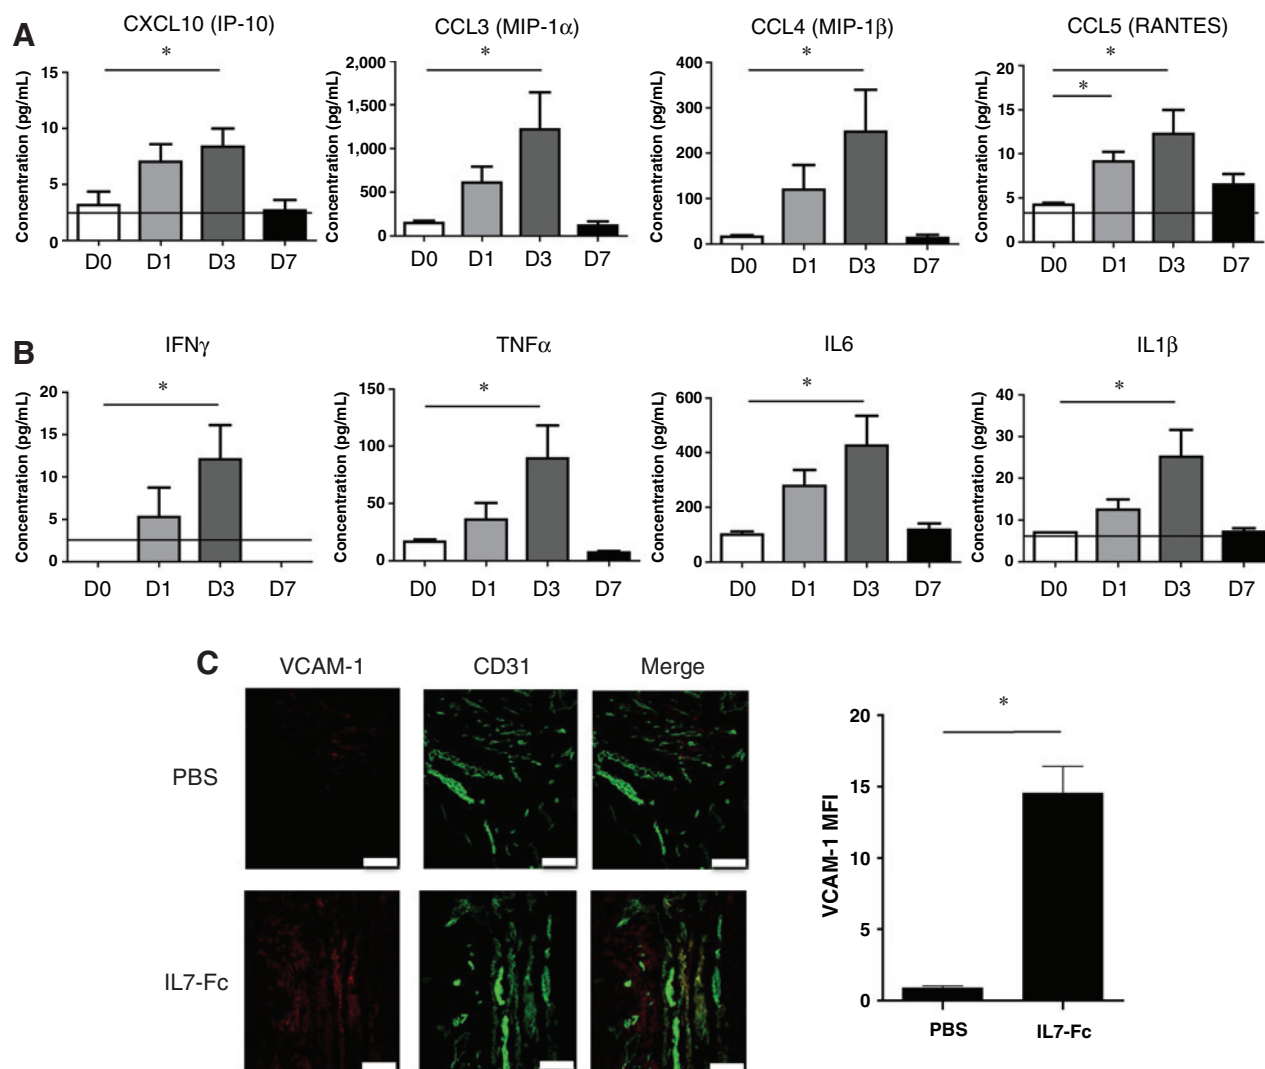 A
CXCL10 (IP-10)
CCL3 (MIP-1α)
CCL4 (MIP-1β)
CCL5 (RANTES)
*
*
*
*
*
Concentration (pg/mL)
15
10
5
0
D0 D1 D3 D7
Concentration (pg/mL)
2,000
1,500
1,000
500
0
D0 D1 D3 D7
Concentration (pg/mL)
400
300
200
100
0
D0 D1 D3 D7
Concentration (pg/mL)
20
15
10
5
0
D0 D1 D3 D7
B
IFNγ
TNFα
IL6
IL1β
*
*
*
*
Concentration (pg/mL)
20
15
10
5
0
D0 D1 D3 D7
Concentration (pg/mL)
150
100
50
0
D0 D1 D3 D7
Concentration (pg/mL)
600
400
200
0
D0 D1 D3 D7
Concentration (pg/mL)
40
30
20
10
0
D0 D1 D3 D7
C
VCAM-1
CD31
Merge
PBS
IL7-Fc
*
VCAM-1 MFI
20
15
10
5
0
PBS IL7-Fc